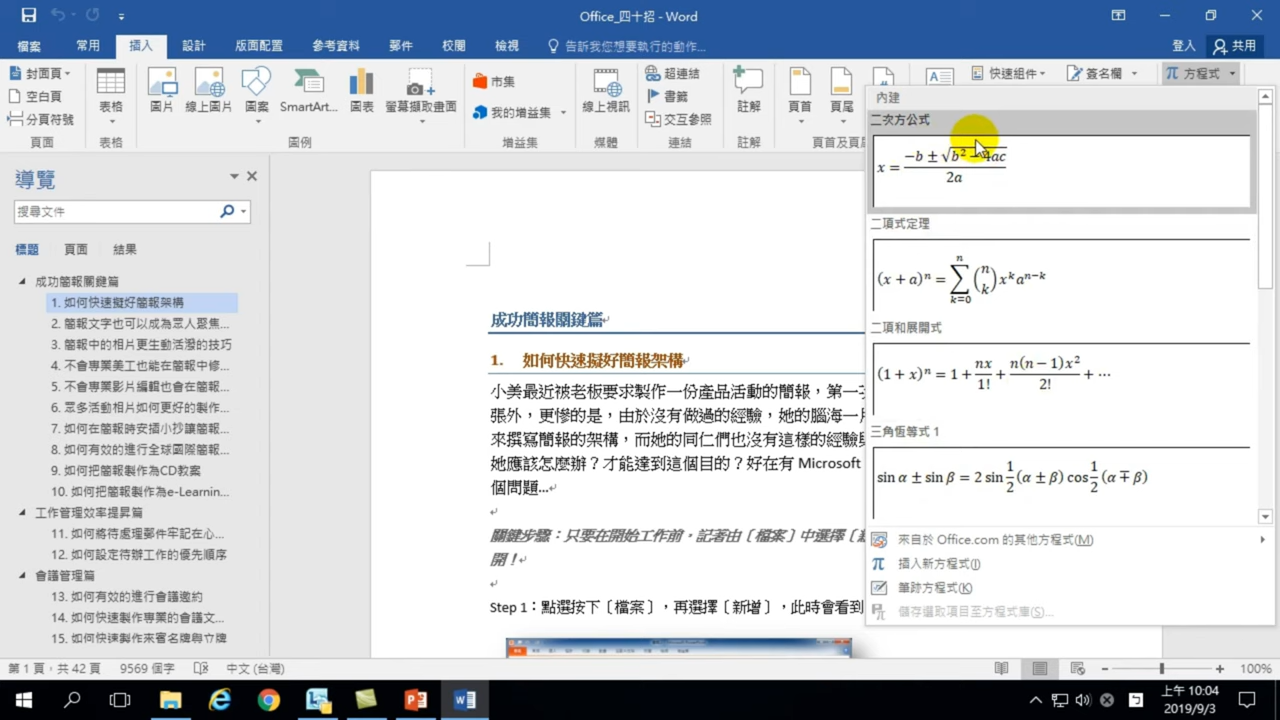 Office_四十招 - Word
檔案 常用 插入 設計 版面配置 參考資料 郵件 校閱 檢視 告訴我您想要執行的動作... 登入 共用
封面頁
空白頁
分頁符號
頁面
表格
表格
圖片 線上圖片 圖案 SmartArt... 圖表 螢幕擷取畫面
圖例
市集
我的增益集
增益集
線上視訊
媒體
超連結
書籤
交互參照
連結
註解
註解
頁首 頁尾
快速組件 簽名欄 π 方程式
導覽
搜尋文件
標題 頁面 結果
成功簡報關鍵篇
1. 如何快速擬好簡報架構
2. 簡報文字也可以成為眾人聚焦...
3. 簡報中的相片更生動活潑的技巧
4. 不會專業美工也能在簡報中修...
5. 不會專業影片編輯也會在簡報...
6. 眾多活動相片如何更好的製作...
7. 如何在簡報時安插小抄讓簡報...
8. 如何有效的進行全球國際簡報...
9. 如何把簡報製作為CD教案
10. 如何把簡報製作為e-Learnin...
工作管理效率提昇篇
11. 如何將待處理郵件牢記在心...
12. 如何設定待辦工作的優先順序
會議管理篇
13. 如何有效的進行會議邀約
14. 如何快速製作專業的會議文...
15. 如何快速製作來賓名牌與立牌
成功簡報關鍵篇
1. 如何快速擬好簡報架構
小美最近被老板要求製作一份產品活動的簡報，第一
張外，更慘的是，由於沒有做過的經驗，她的腦海一
來撰寫簡報的架構，而她的同仁們也沒有這樣的經驗
她應該怎麼辦？才能達到這個目的？好在有 Microsoft
個問題...
關鍵步驟：只要在開始工作前，記著由〔檔案〕中選擇〔
開！
Step 1：點選按下〔檔案〕，再選擇〔新增〕，此時會看到
內建
二次方公式
x = (−b ± √(b² − 4ac)) / 2a
二項式定理
(x + a)ⁿ = ∑ₖ₌₀ⁿ (n k) xᵏaⁿ⁻ᵏ
二項和展開式
(1 + x)ⁿ = 1 + nx/1! + n(n − 1)x²/2! + ⋯
三角恆等式 1
sin α ± sin β = 2 sin 1/2 (α ± β) cos 1/2 (α ∓ β)
來自於 Office.com 的其他方程式(M)
π 插入新方程式(I)
筆跡方程式(K)
儲存選取項目至方程式庫(S)...
第 1 頁，共 42 頁 9569 個字 中文 (台灣) 100%
上午 10:04
2019/9/3